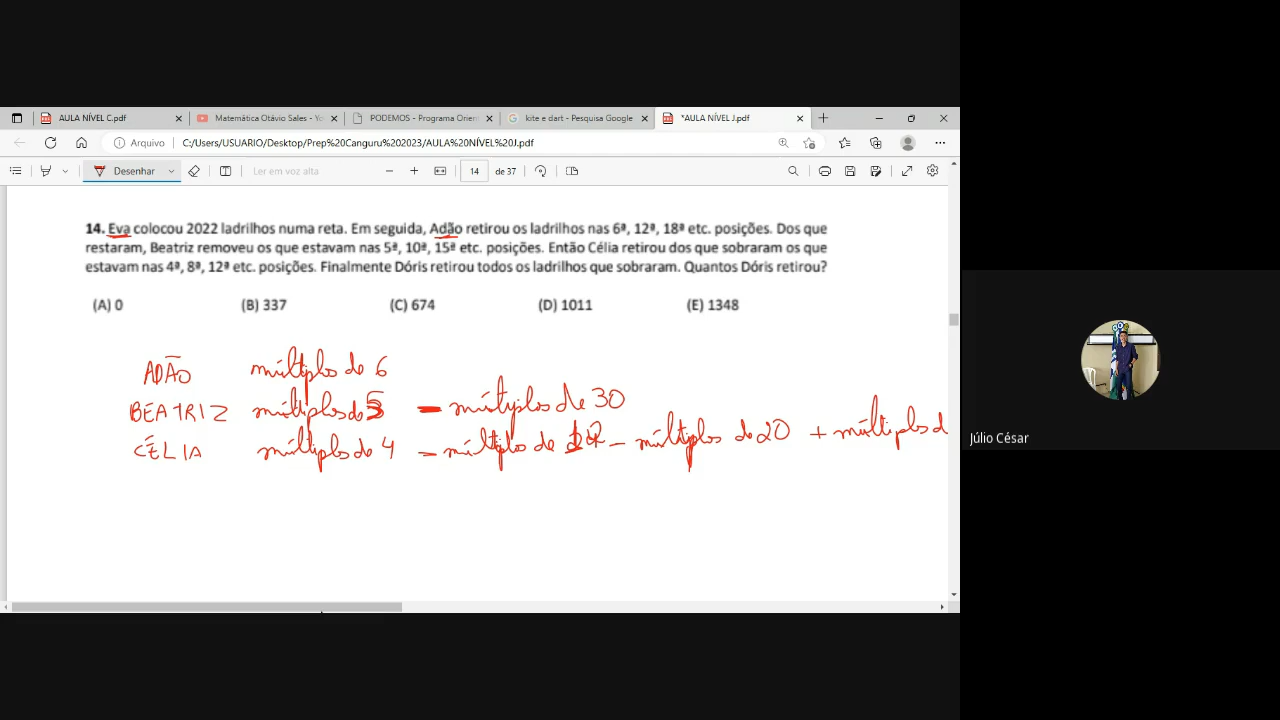 AULA NÍVEL C.pdf
Matemática Otávio Sales - Yo
PODEMOS - Programa Orien
kite e dart - Pesquisa Google
*AULA NÍVEL J.pdf
Arquivo C:/Users/USUARIO/Desktop/Prep%20Canguru%202023/AULA%20NÍVEL%20J.pdf
Desenhar Ler em voz alta 14 de 37
14. Eva colocou 2022 ladrilhos numa reta. Em seguida, Adão retirou os ladrilhos nas 6ª, 12ª, 18ª etc. posições. Dos que
restaram, Beatriz removeu os que estavam nas 5ª, 10ª, 15ª etc. posições. Então Célia retirou dos que sobraram os que
estavam nas 4ª, 8ª, 12ª etc. posições. Finalmente Dóris retirou todos os ladrilhos que sobraram. Quantos Dóris retirou?
(A) 0 (B) 337 (C) 674 (D) 1011 (E) 1348
ADÃO múltiplos de 6
BEATRIZ múltiplos de 5 - múltiplos de 30
CÉLIA múltiplos de 4 - múltiplo de - múltiplos de 20 + múltiplos d
Júlio César